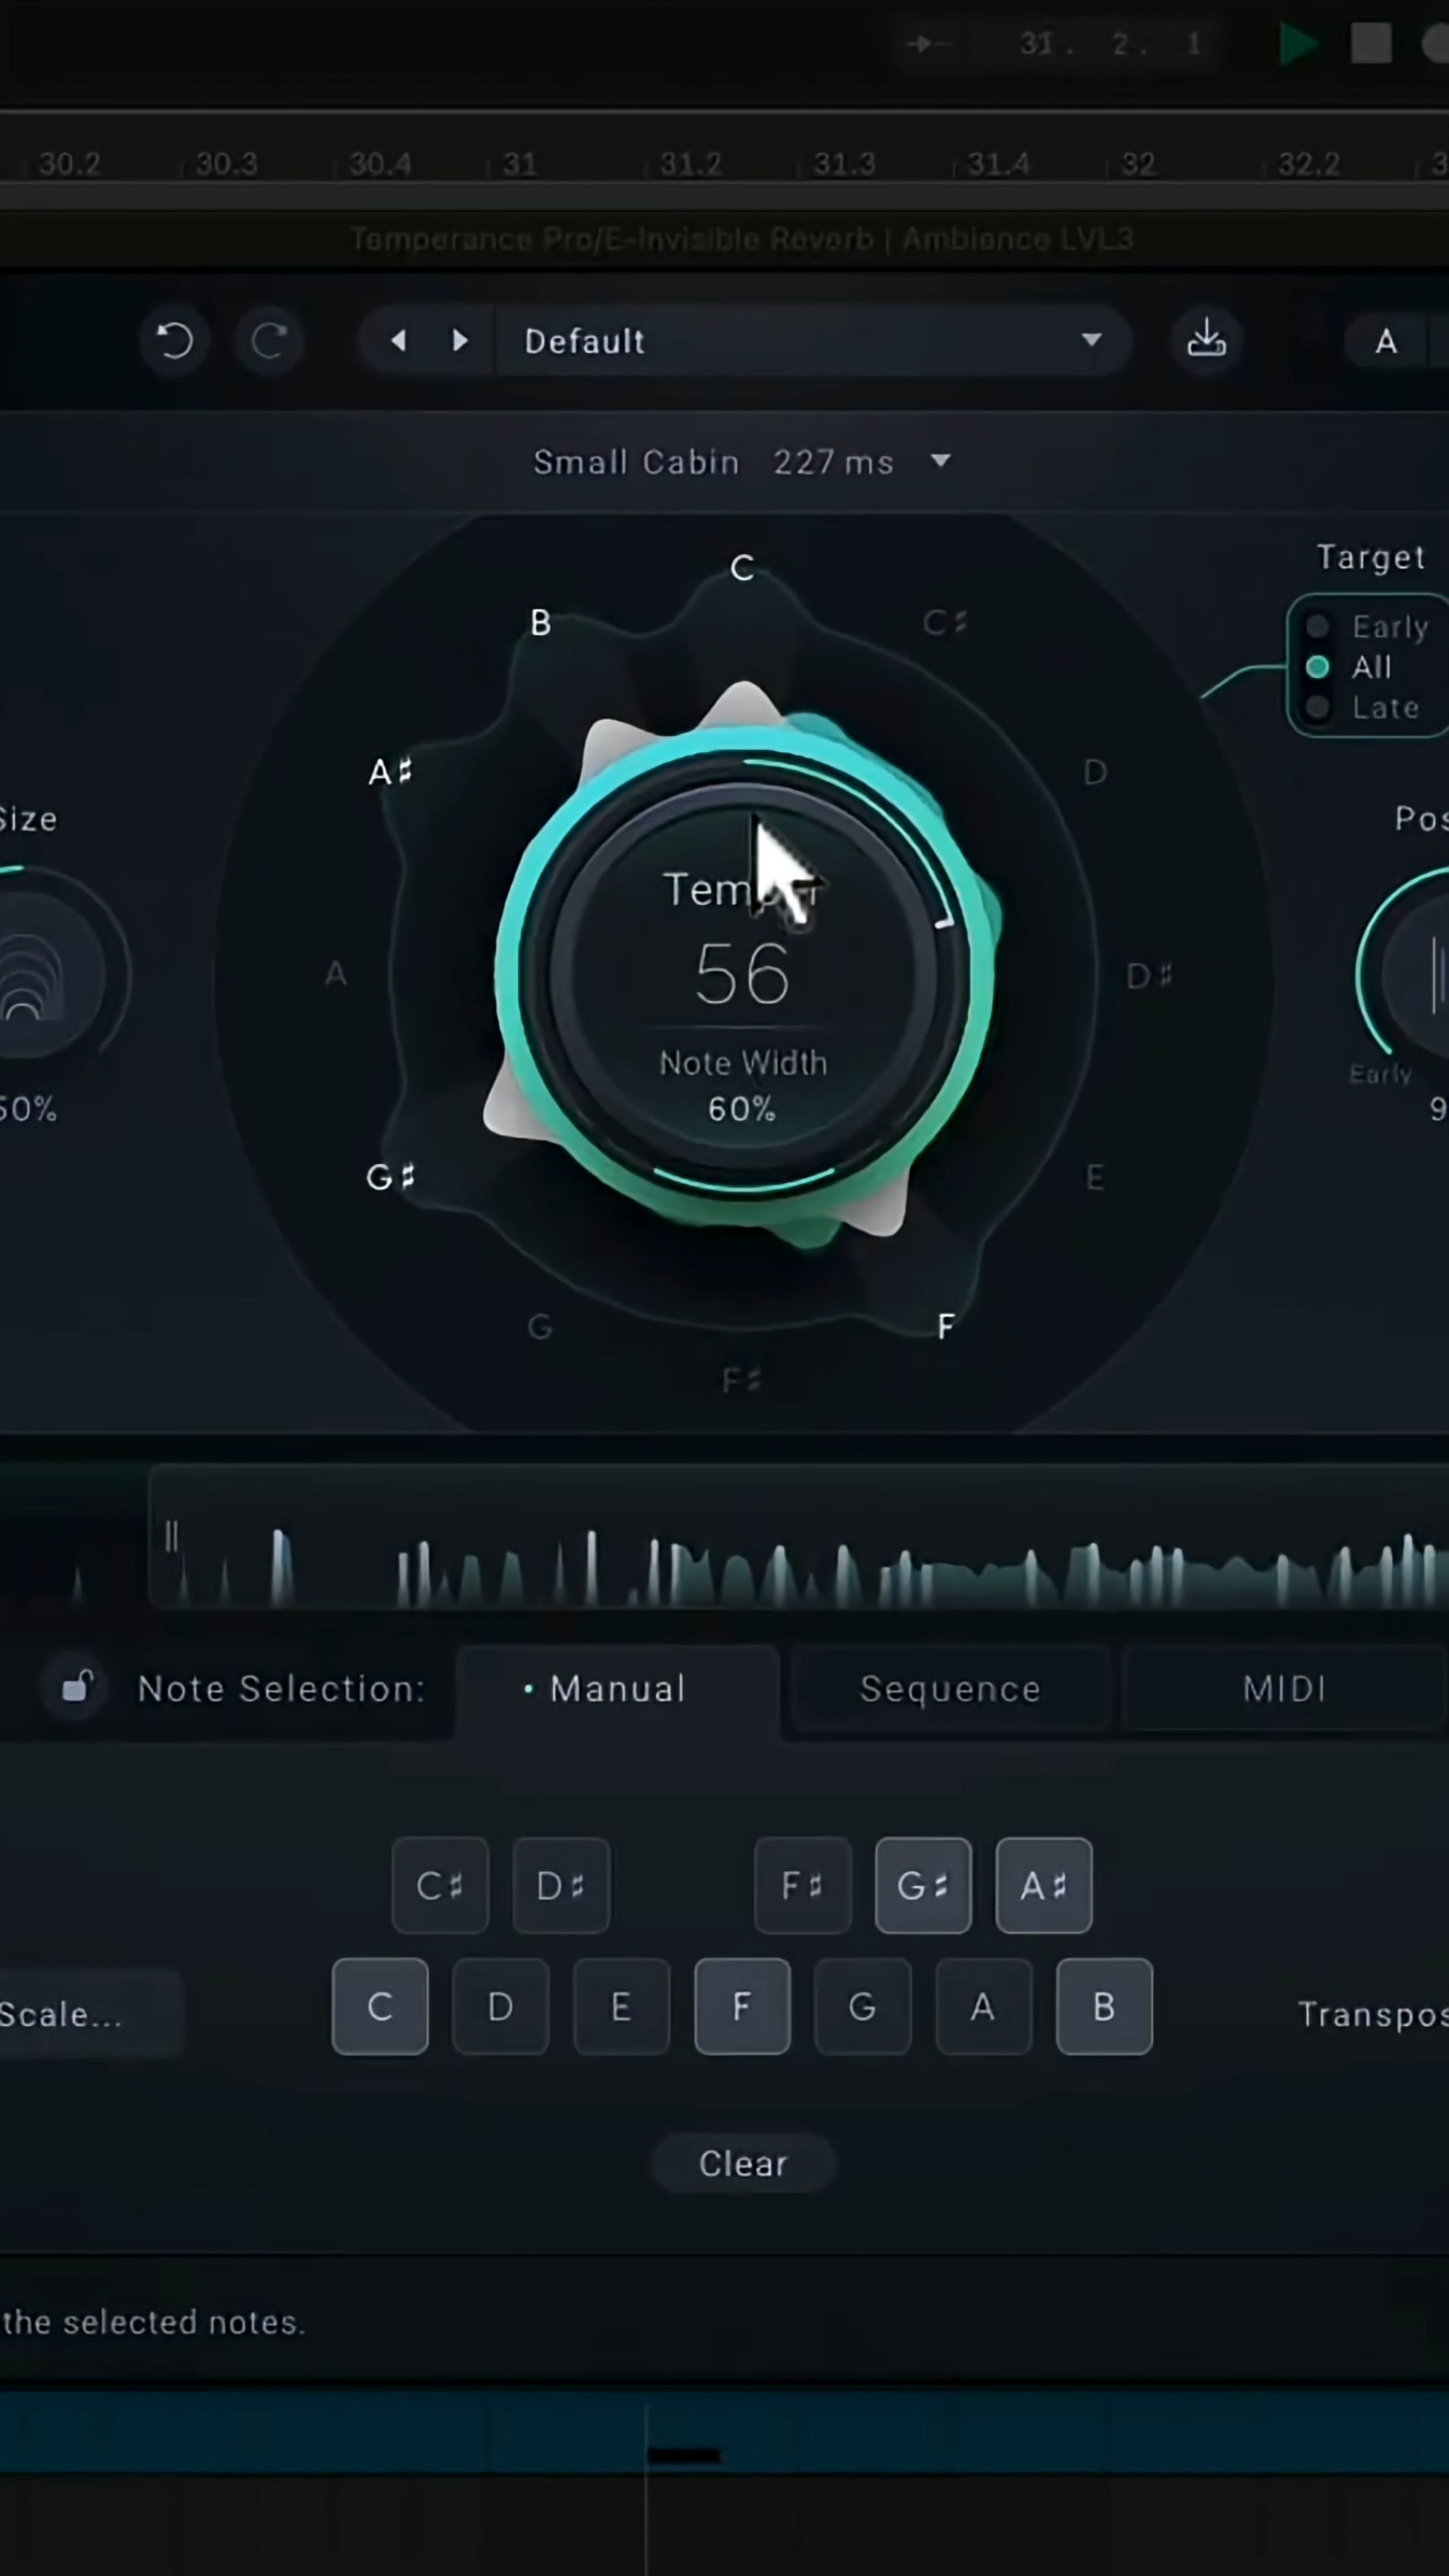 31. 2. 1
30.2 30.3 30.4 31 31.2 31.3 31.4 32 32.2
Temperance Pro/E-Invisible Reverb | Ambience LVL3
Default
A
Small Cabin 227 ms
Target
Early
All
Late
C
B
C♯
A♯
D
A
D♯
G♯
E
G
F
F♯
56
Note Width
60%
Size
50%
Early
Note Selection:
Manual
Sequence
MIDI
C♯ D♯ F♯ G♯ A♯
C D E F G A B
Scale...
Clear
the selected notes.